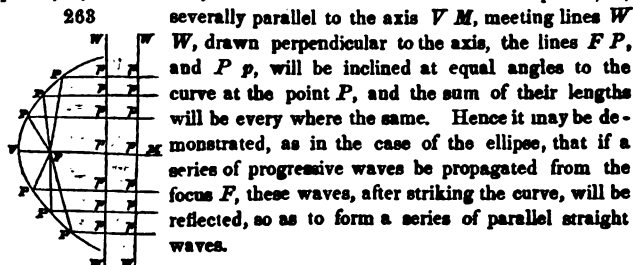 263
severally parallel to the axis V M, meeting lines W
W, drawn perpendicular to the axis, the lines F P,
and P p, will be inclined at equal angles to the
curve at the point P, and the sum of their lengths
will be every where the same. Hence it may be de-
monstrated, as in the case of the ellipse, that if a
series of progressive waves be propagated from the
focus F, these waves, after striking the curve, will be
reflected, so as to form a series of parallel straight
waves.
W W
P P P
P P P
P P P
V F P P M
P P P
P P P
P P P
W W